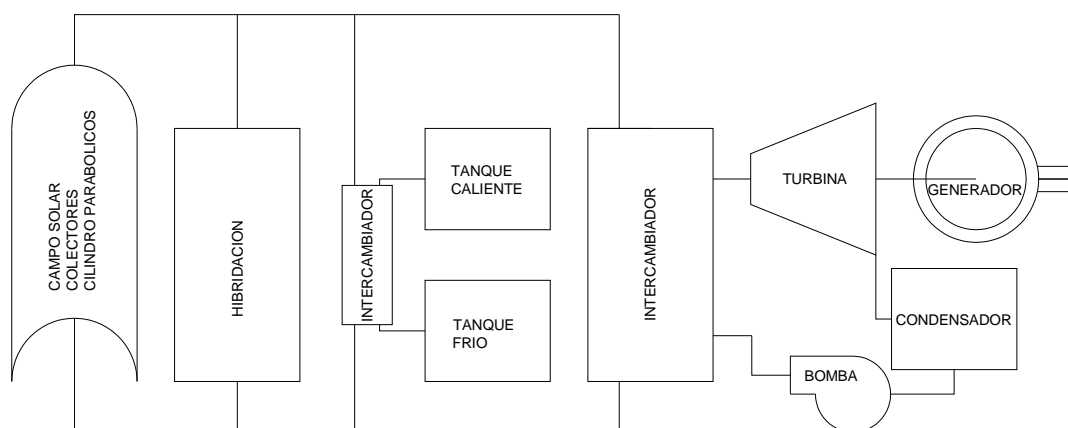 CAMPO SOLAR
COLECTORES
CILINDRO PARABOLICOS
HIBRIDACION
INTERCAMBIADOR
TANQUE
CALIENTE
TANQUE
FRIO
INTERCAMBIADOR
TURBINA
GENERADOR
CONDENSADOR
BOMBA